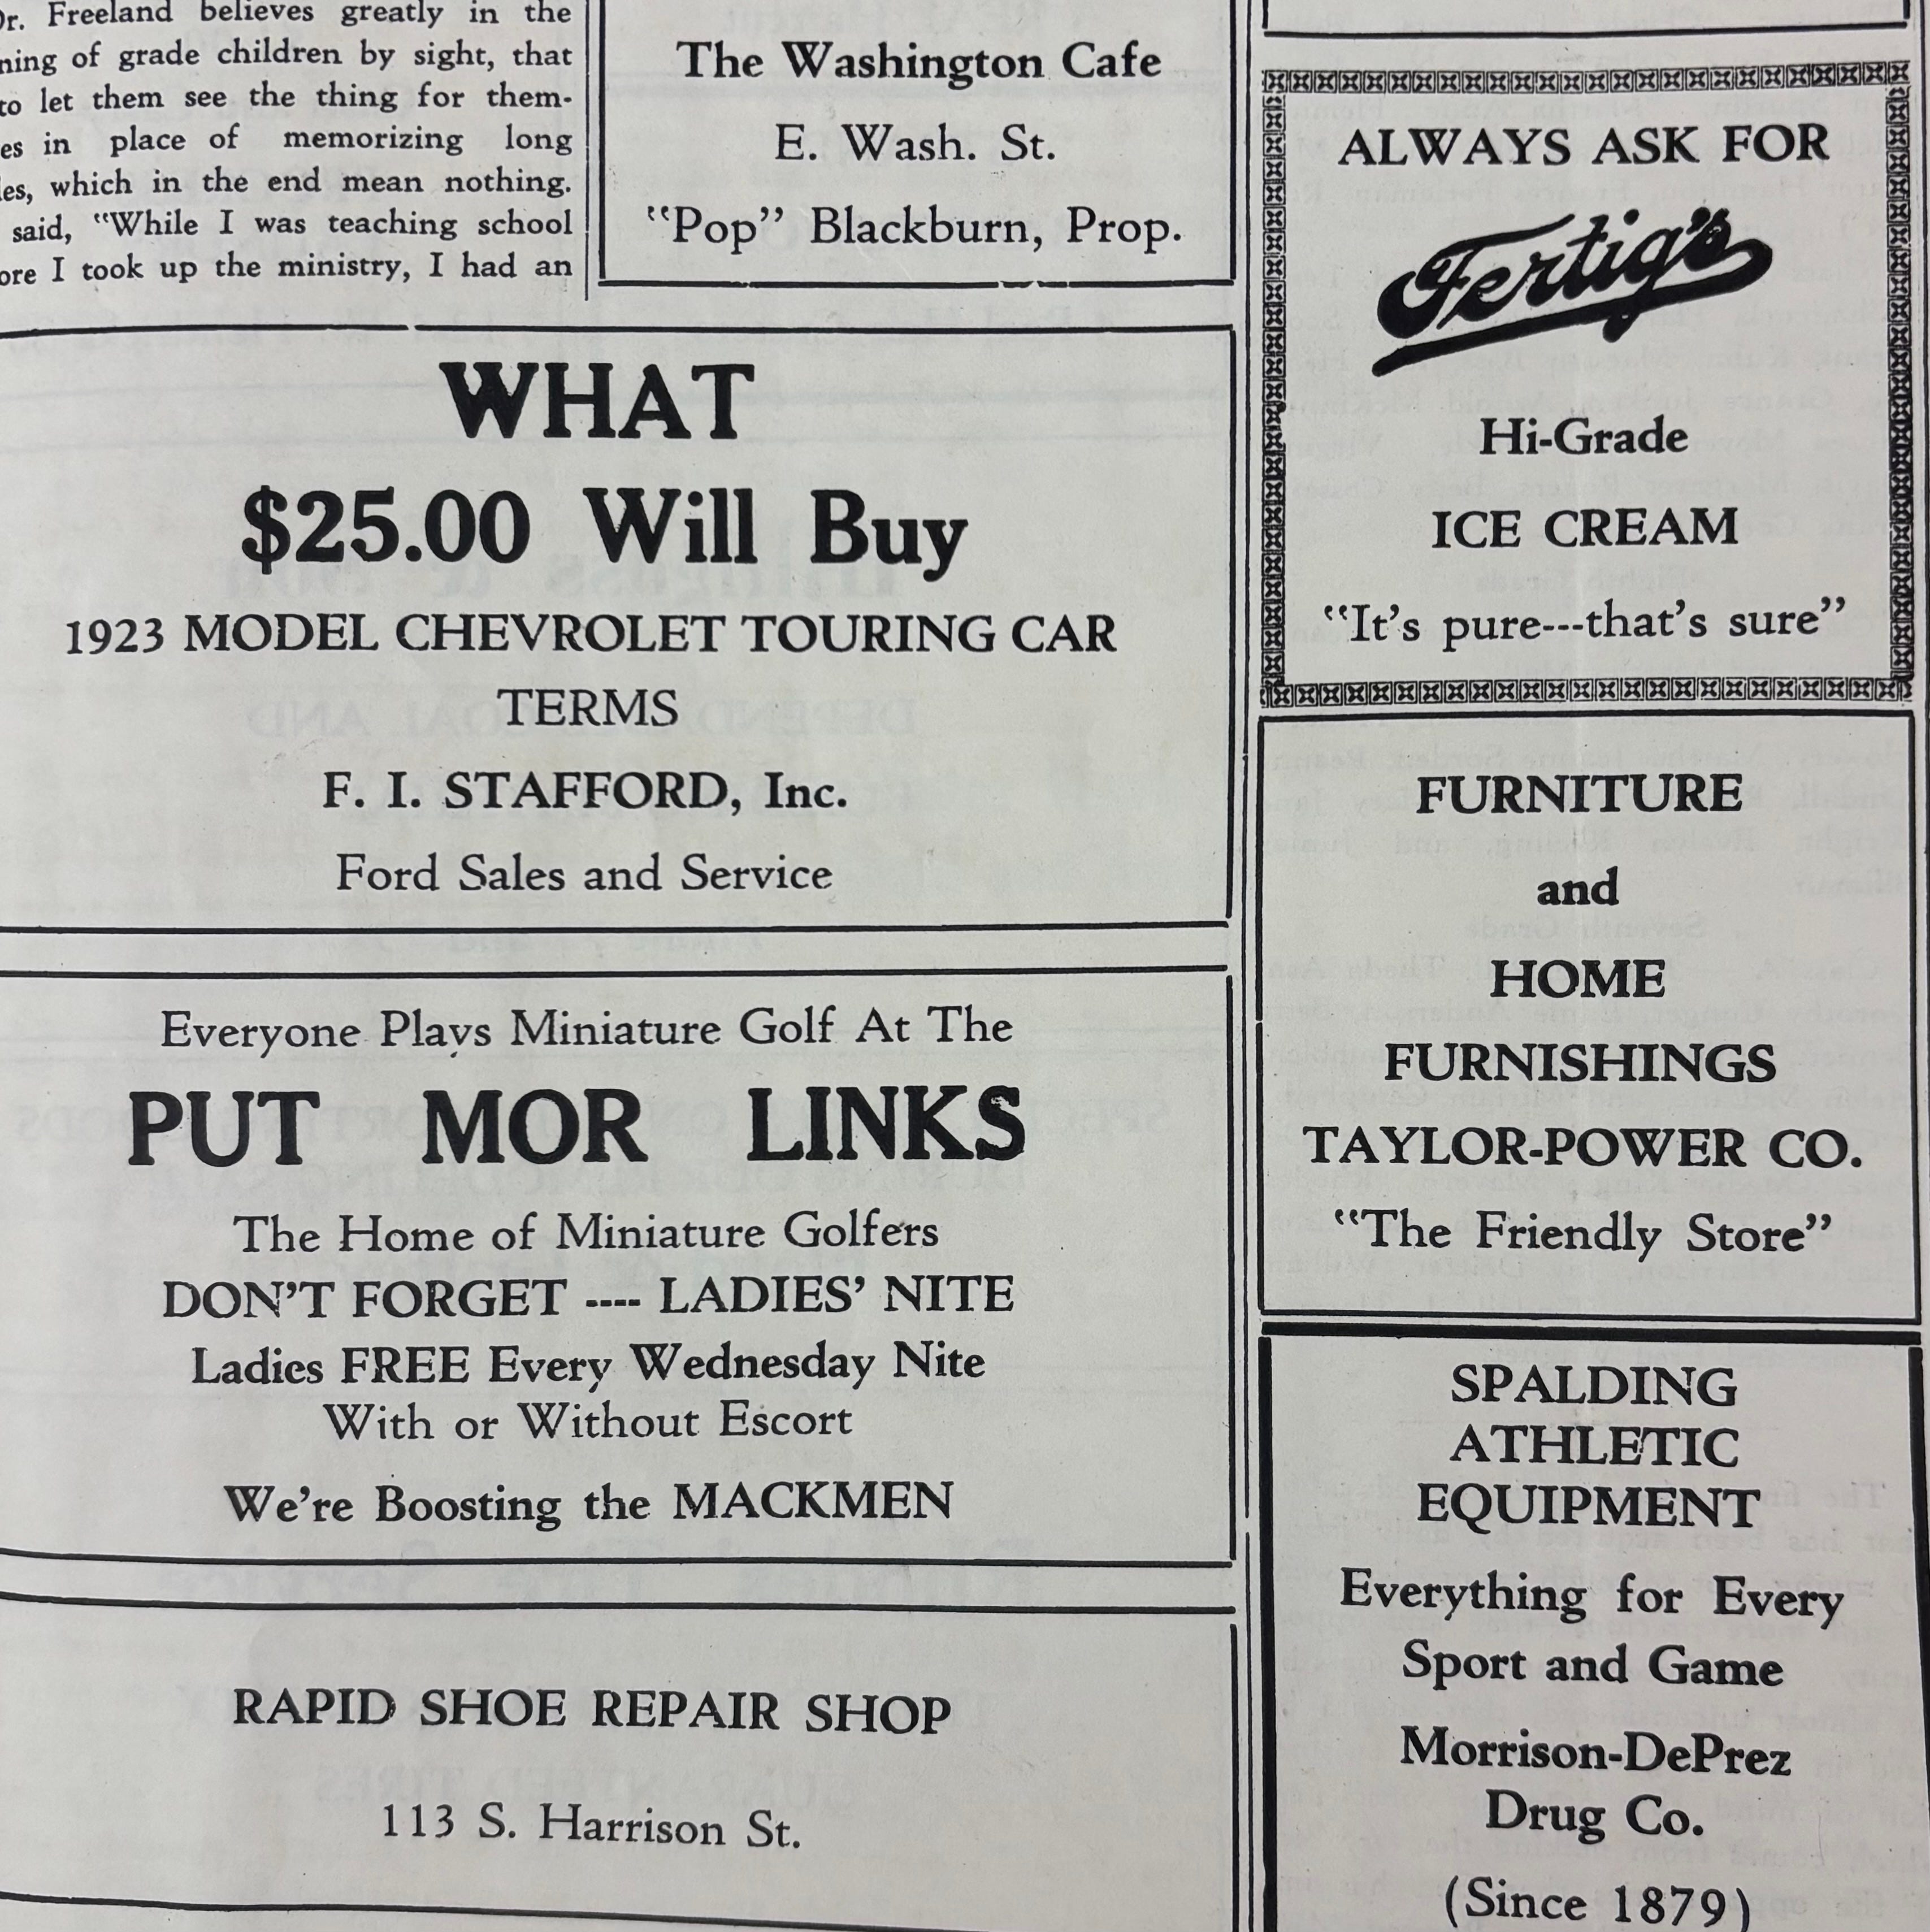 Dr. Freeland believes greatly in the
ning of grade children by sight, that
to let them see the thing for them-
es in place of memorizing long
les, which in the end mean nothing.
said, "While I was teaching school
ore I took up the ministry, I had an
The Washington Cafe
E. Wash. St.
"Pop" Blackburn, Prop.
WHAT
$25.00 Will Buy
1923 MODEL CHEVROLET TOURING CAR
TERMS
F. I. STAFFORD, Inc.
Ford Sales and Service
Everyone Plays Miniature Golf At The
PUT MOR LINKS
The Home of Miniature Golfers
DON'T FORGET ---- LADIES' NITE
Ladies FREE Every Wednesday Nite
With or Without Escort
We're Boosting the MACKMEN
RAPID SHOE REPAIR SHOP
113 S. Harrison St.
ALWAYS ASK FOR
Fertig's
Hi-Grade
ICE CREAM
"It's pure---that's sure"
FURNITURE
and
HOME
FURNISHINGS
TAYLOR-POWER CO.
"The Friendly Store"
SPALDING
ATHLETIC
EQUIPMENT
Everything for Every
Sport and Game
Morrison-DePrez
Drug Co.
(Since 1879)